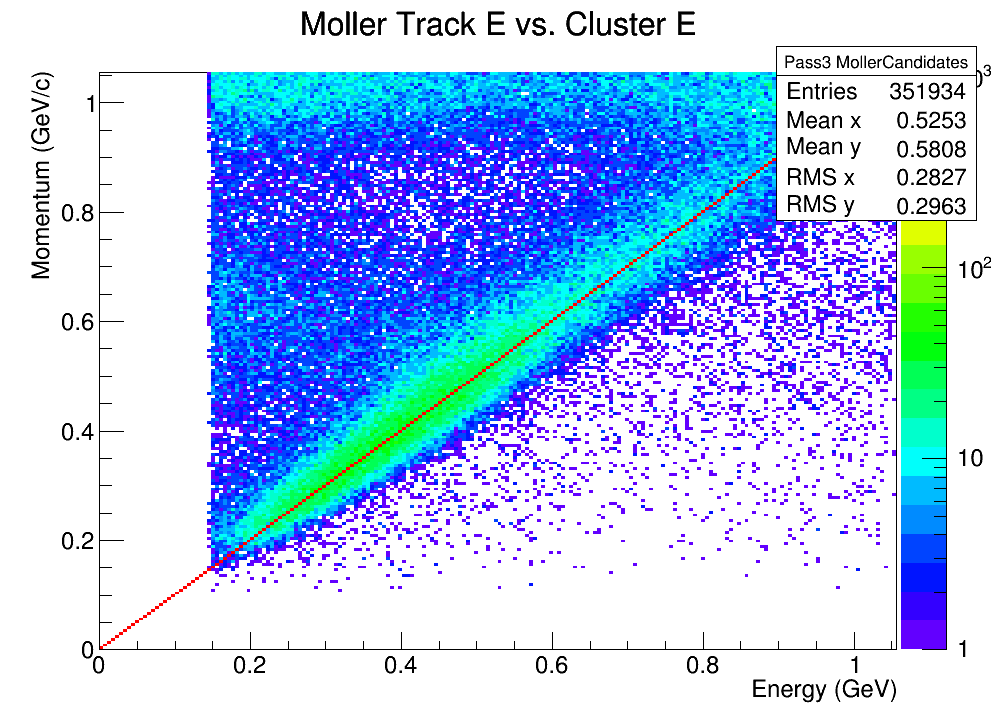 Moller Track E vs. Cluster E
Momentum (GeV/c)
Pass3 MollerCandidates
Entries 351934
Mean x 0.5253
Mean y 0.5808
RMS x 0.2827
RMS y 0.2963
1
0.8
0.6
0.4
0.2
0
0 0.2 0.4 0.6 0.8 1
Energy (GeV)
10²
10
1